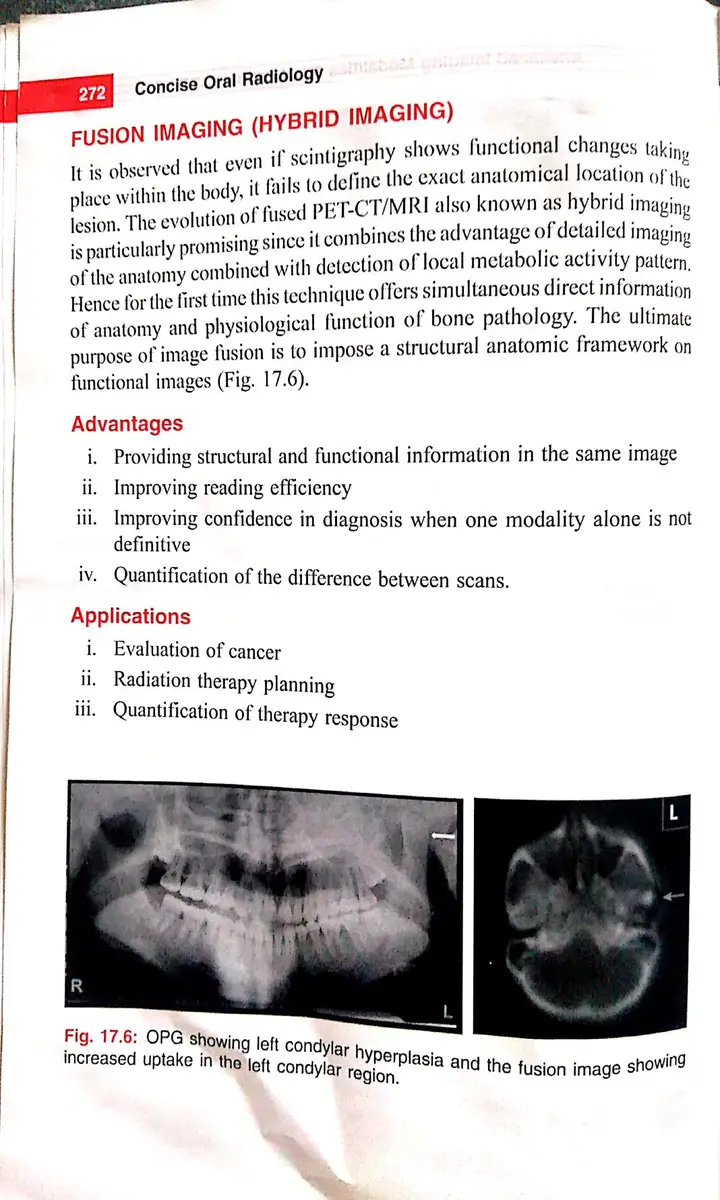 272 Concise Oral Radiology
FUSION IMAGING (HYBRID IMAGING)
It is observed that even if scintigraphy shows functional changes taking
place within the body, it fails to define the exact anatomical location of the
lesion. The evolution of fused PET-CT/MRI also known as hybrid imaging
is particularly promising since it combines the advantage of detailed imaging
of the anatomy combined with detection of local metabolic activity pattern.
Hence for the first time this technique offers simultaneous direct information
of anatomy and physiological function of bone pathology. The ultimate
purpose of image fusion is to impose a structural anatomic framework on
functional images (Fig. 17.6).
Advantages
i. Providing structural and functional information in the same image
ii. Improving reading efficiency
iii. Improving confidence in diagnosis when one modality alone is not
definitive
iv. Quantification of the difference between scans.
Applications
i. Evaluation of cancer
ii. Radiation therapy planning
iii. Quantification of therapy response
L
R
L
Fig. 17.6: OPG showing left condylar hyperplasia and the fusion image showing
increased uptake in the left condylar region.